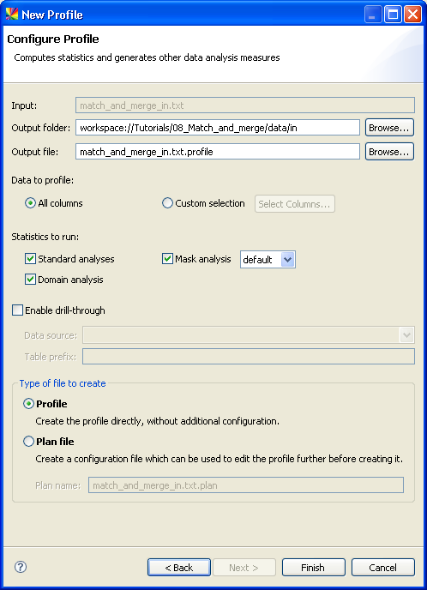 New Profile
Configure Profile
Computes statistics and generates other data analysis measures
Input: match_and_merge_in.txt
Output folder: workspace://Tutorials/08_Match_and_merge/data/in Browse...
Output file: match_and_merge_in.txt.profile Browse...
Data to profile:
All columns Custom selection Select Columns...
Statistics to run:
Standard analyses Mask analysis default
Domain analysis
Enable drill-through
Data source:
Table prefix:
Type of file to create
Profile
Create the profile directly, without additional configuration.
Plan file
Create a configuration file which can be used to edit the profile further before creating it.
Plan name: match_and_merge_in.txt.plan
? < Back Next > Finish Cancel